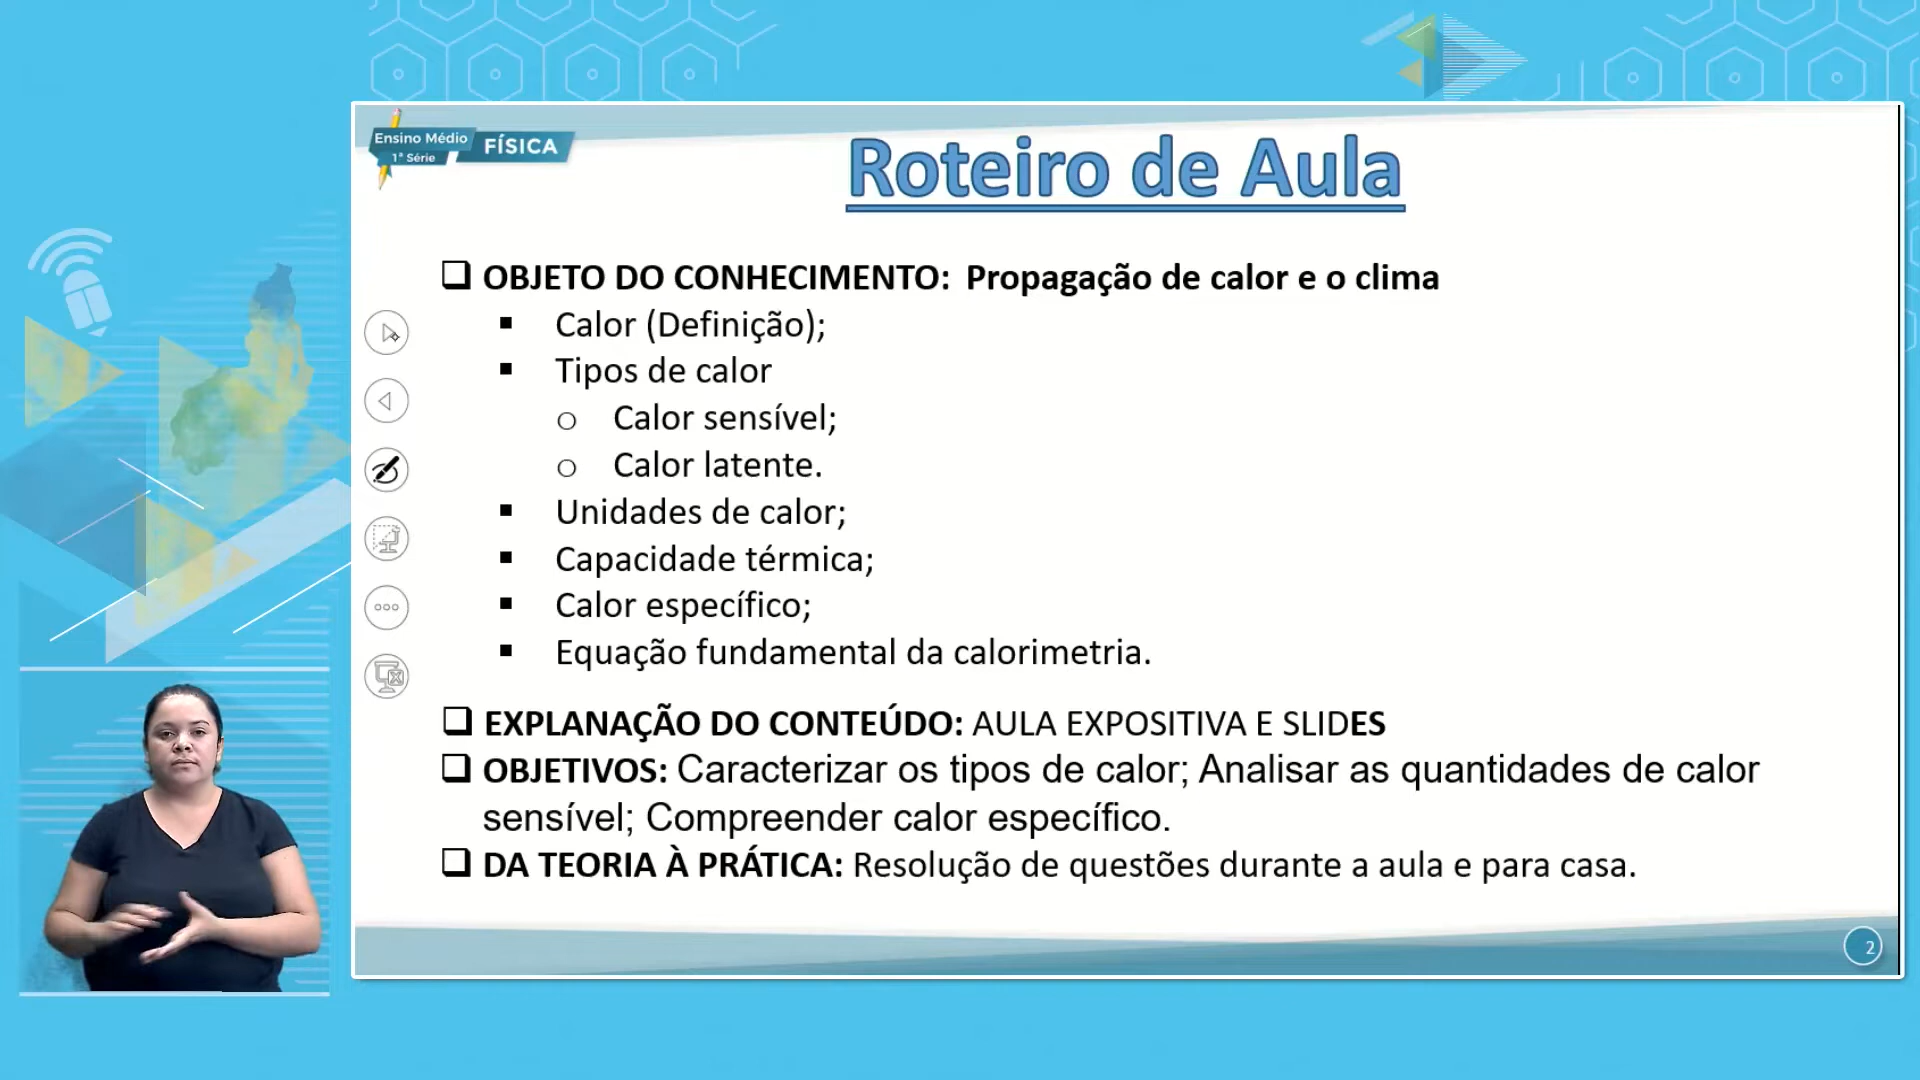 Ensino Médio
1ª Série
FÍSICA
Roteiro de Aula
OBJETO DO CONHECIMENTO: Propagação de calor e o clima
Calor (Definição);
Tipos de calor
Calor sensível;
Calor latente.
Unidades de calor;
Capacidade térmica;
Calor específico;
Equação fundamental da calorimetria.
EXPLANAÇÃO DO CONTEÚDO: AULA EXPOSITIVA E SLIDES
OBJETIVOS: Caracterizar os tipos de calor; Analisar as quantidades de calor
sensível; Compreender calor específico.
DA TEORIA À PRÁTICA: Resolução de questões durante a aula e para casa.
2